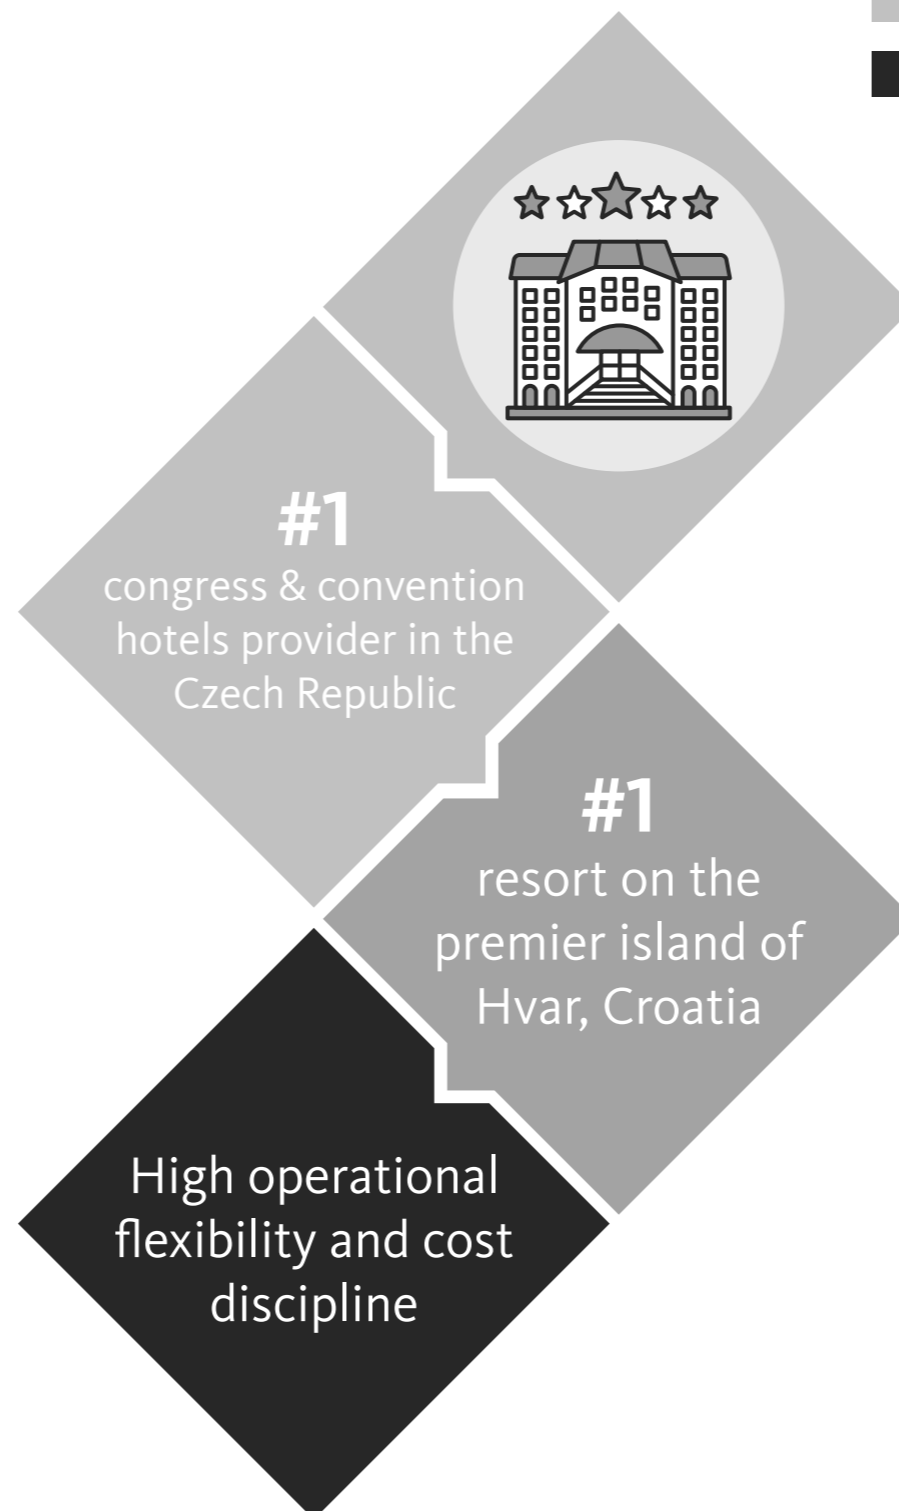 #1
congress & convention
hotels provider in the
Czech Republic
#1
resort on the
premier island of
Hvar, Croatia
High operational
flexibility and cost
discipline